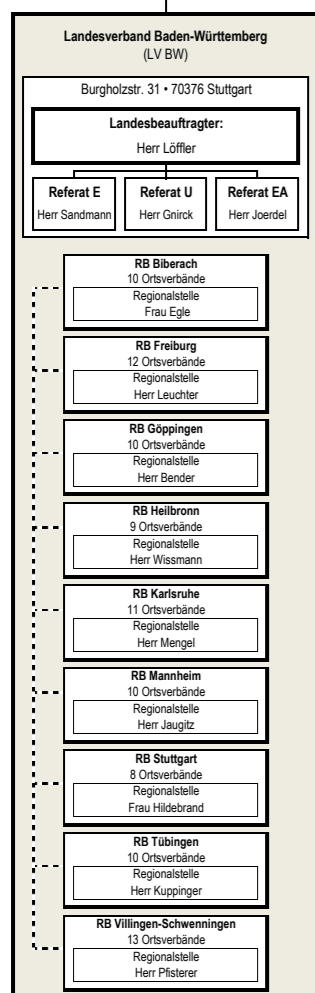 Landesverband Baden-Württemberg
(LV BW)
Burgholzstr. 31 • 70376 Stuttgart
Landesbeauftragter:
Herr Löffler
Referat E
Herr Sandmann
Referat U
Herr Gnirck
Referat EA
Herr Joerdel
RB Biberach
10 Ortsverbände
Regionalstelle
Frau Egle
RB Freiburg
12 Ortsverbände
Regionalstelle
Herr Leuchter
RB Göppingen
10 Ortsverbände
Regionalstelle
Herr Bender
RB Heilbronn
9 Ortsverbände
Regionalstelle
Herr Wissmann
RB Karlsruhe
11 Ortsverbände
Regionalstelle
Herr Mengel
RB Mannheim
10 Ortsverbände
Regionalstelle
Herr Jaugitz
RB Stuttgart
8 Ortsverbände
Regionalstelle
Frau Hildebrand
RB Tübingen
10 Ortsverbände
Regionalstelle
Herr Kuppinger
RB Villingen-Schwenningen
13 Ortsverbände
Regionalstelle
Herr Pfisterer